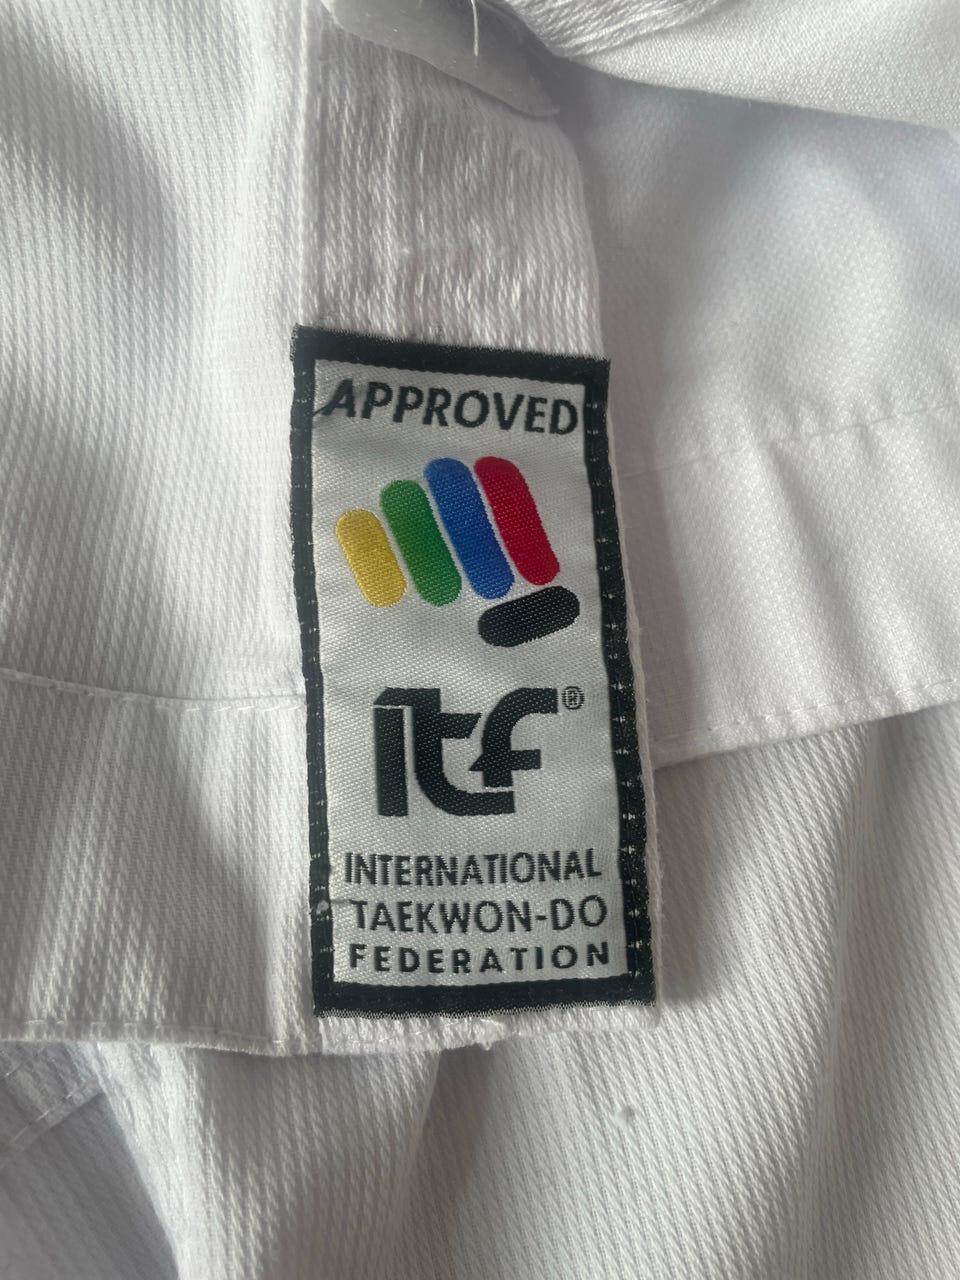 APPROVED
itf®
INTERNATIONAL
TAEKWON-DO
FEDERATION